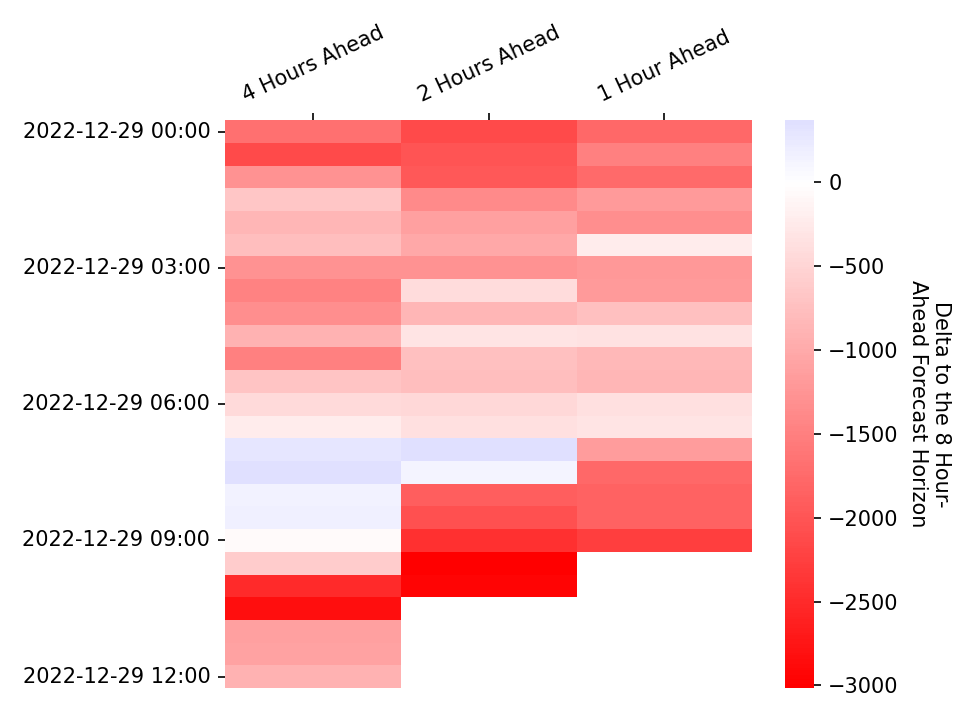 4 Hours Ahead
2 Hours Ahead
1 Hour Ahead
2022-12-29 00:00
2022-12-29 03:00
2022-12-29 06:00
2022-12-29 09:00
2022-12-29 12:00
0
−500
−1000
−1500
−2000
−2500
−3000
Delta to the 8 Hour-
Ahead Forecast Horizon